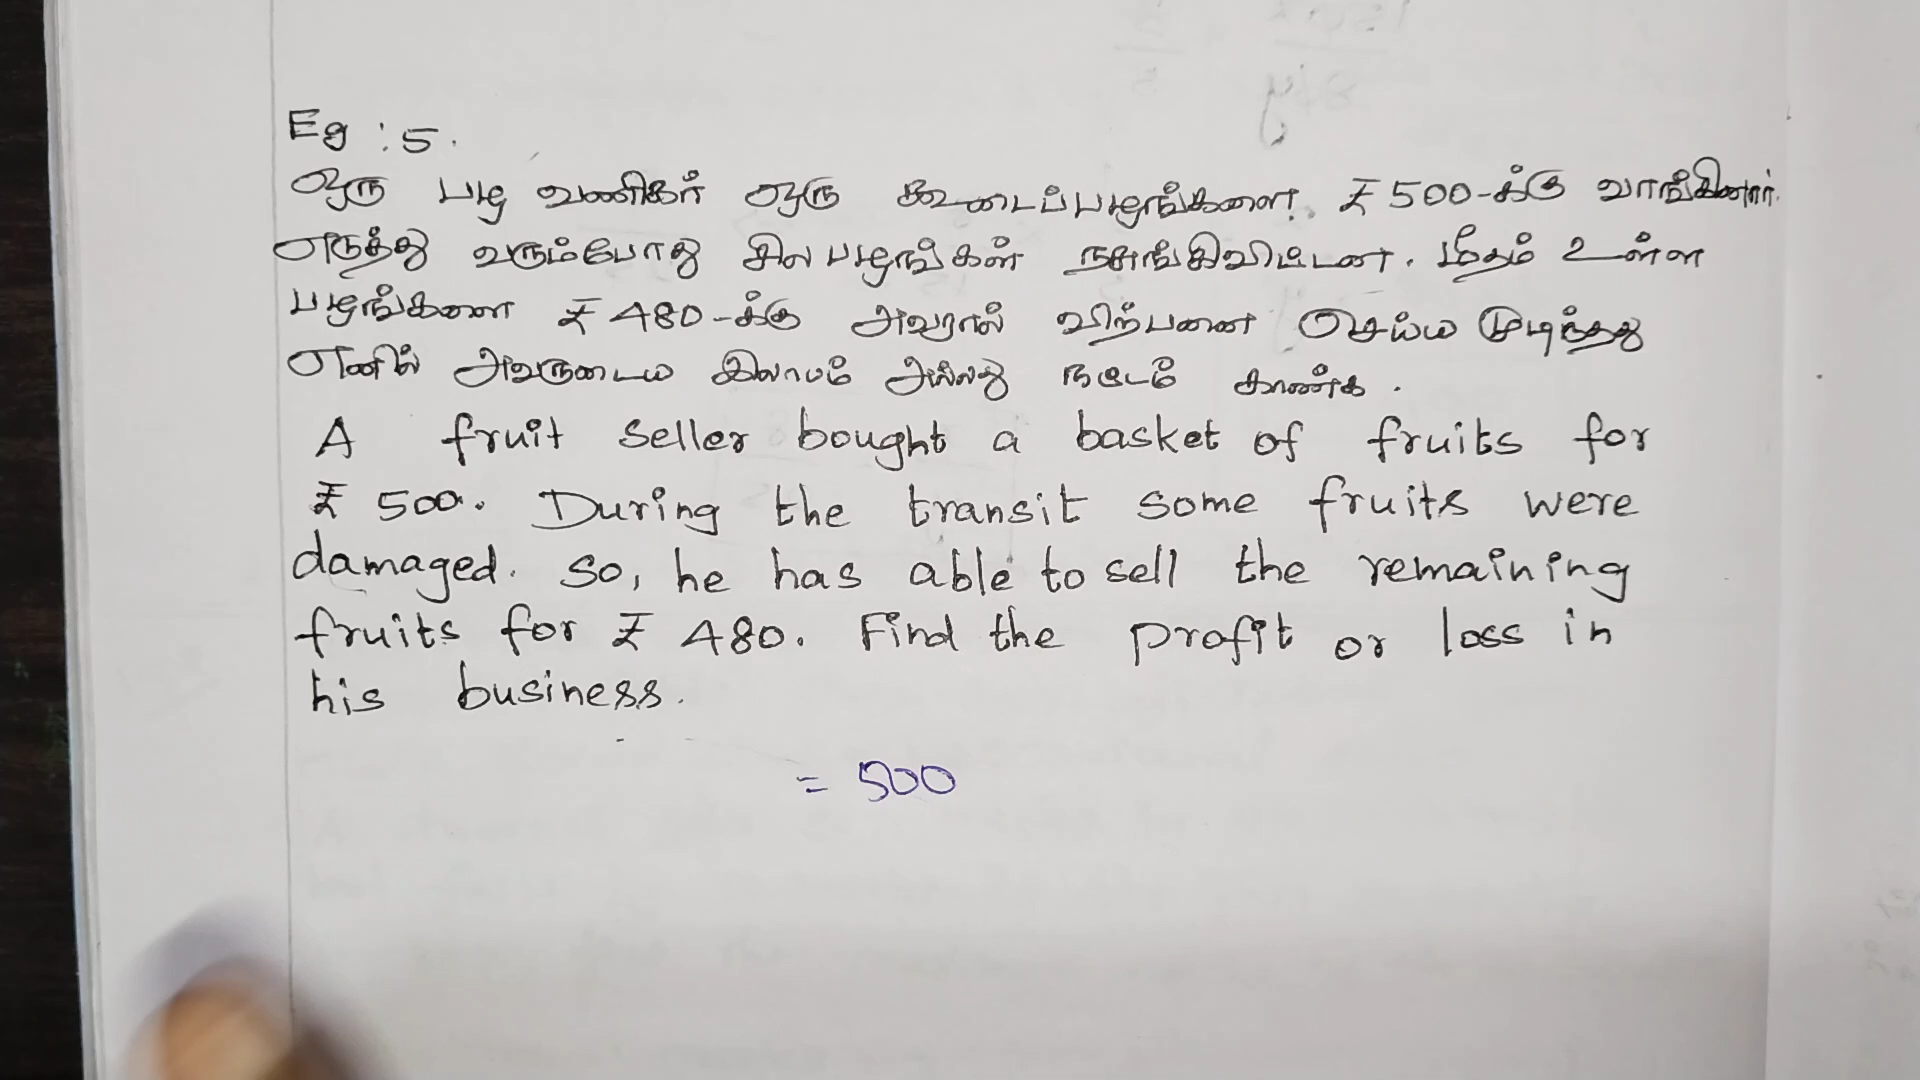 Eg : 5.
ஒரு பழ வணிகர் ஒரு கூடைப்பழங்களை ₹ 500-க்கு வாங்கினார்.
எடுத்து வரும்போது சில பழங்கள் நசுங்கிவிட்டன. மீதம் உள்ள
பழங்களை ₹ 480-க்கு அவரால் விற்பனை செய்ய முடிந்தது
எனில் அவருடைய இலாபம் அல்லது நட்டம் காண்க.
A fruit seller bought a basket of fruits for
₹ 500. During the transit some fruits were
damaged. So, he has able to sell the remaining
fruits for ₹ 480. Find the profit or loss in
his business.
= 500